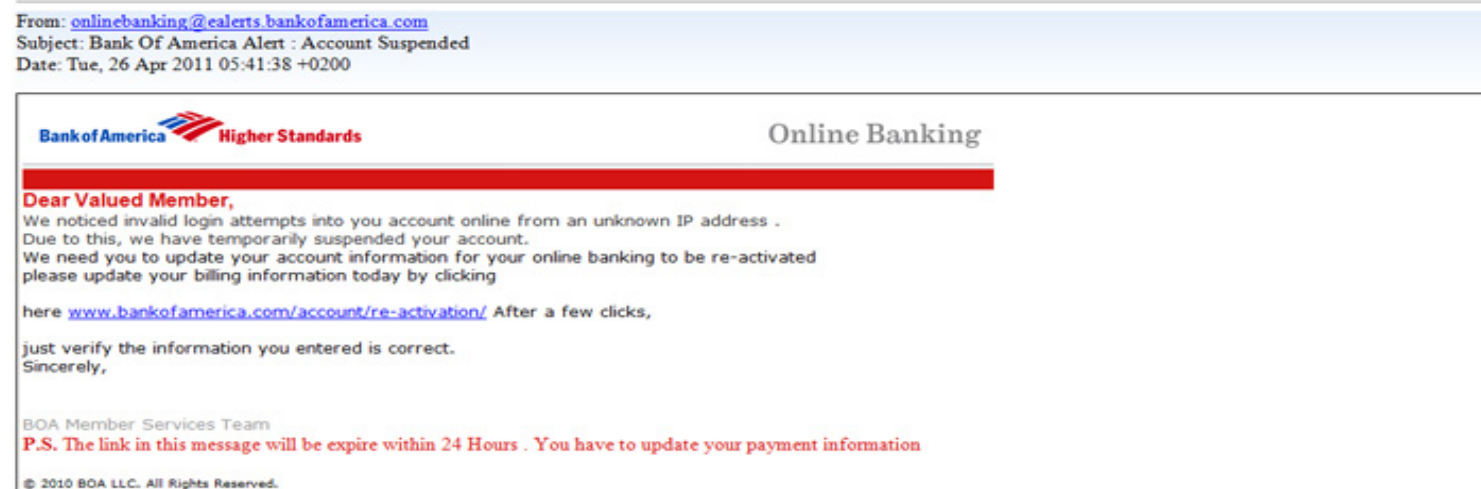 From: onlinebanking@ealerts.bankofamerica.com
Subject: Bank Of America Alert : Account Suspended
Date: Tue, 26 Apr 2011 05:41:38 +0200
Bank of America Higher Standards
Online Banking
Dear Valued Member,
We noticed invalid login attempts into you account online from an unknown IP address .
Due to this, we have temporarily suspended your account.
We need you to update your account information for your online banking to be re-activated
please update your billing information today by clicking
here www.bankofamerica.com/account/re-activation/ After a few clicks,
just verify the information you entered is correct.
Sincerely,
BOA Member Services Team
P.S. The link in this message will be expire within 24 Hours . You have to update your payment information
© 2010 BOA LLC. All Rights Reserved.